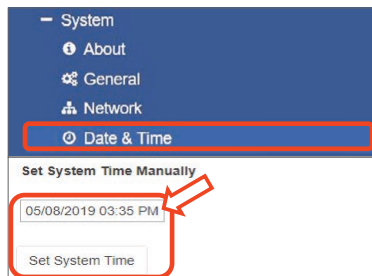 − System
About
General
Network
Date & Time
Set System Time Manually
05/08/2019 03:35 PM
Set System Time